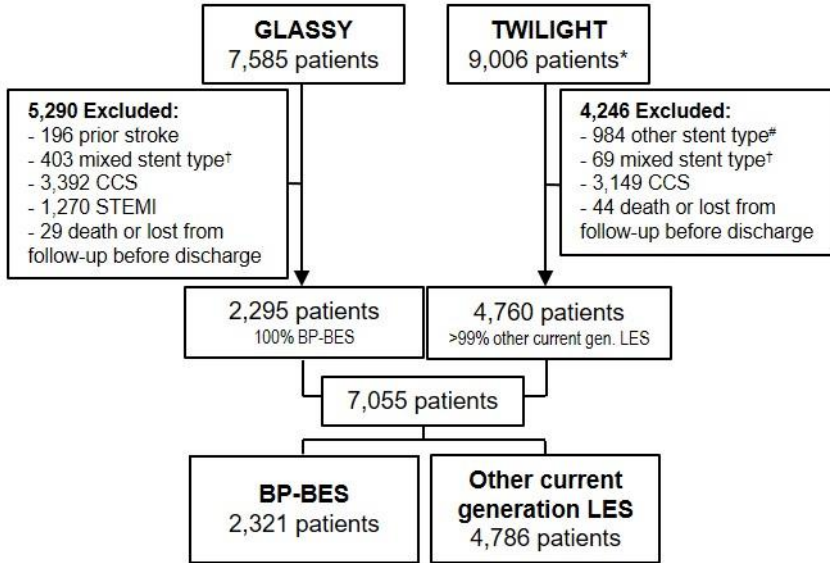 GLASSY
7,585 patients
TWILIGHT
9,006 patients*
5,290 Excluded:
- 196 prior stroke
- 403 mixed stent type†
- 3,392 CCS
- 1,270 STEMI
- 29 death or lost from
follow-up before discharge
4,246 Excluded:
- 984 other stent type#
- 69 mixed stent type†
- 3,149 CCS
- 44 death or lost from
follow-up before discharge
2,295 patients
100% BP-BES
4,760 patients
>99% other current gen. LES
7,055 patients
BP-BES
2,321 patients
Other current
generation LES
4,786 patients